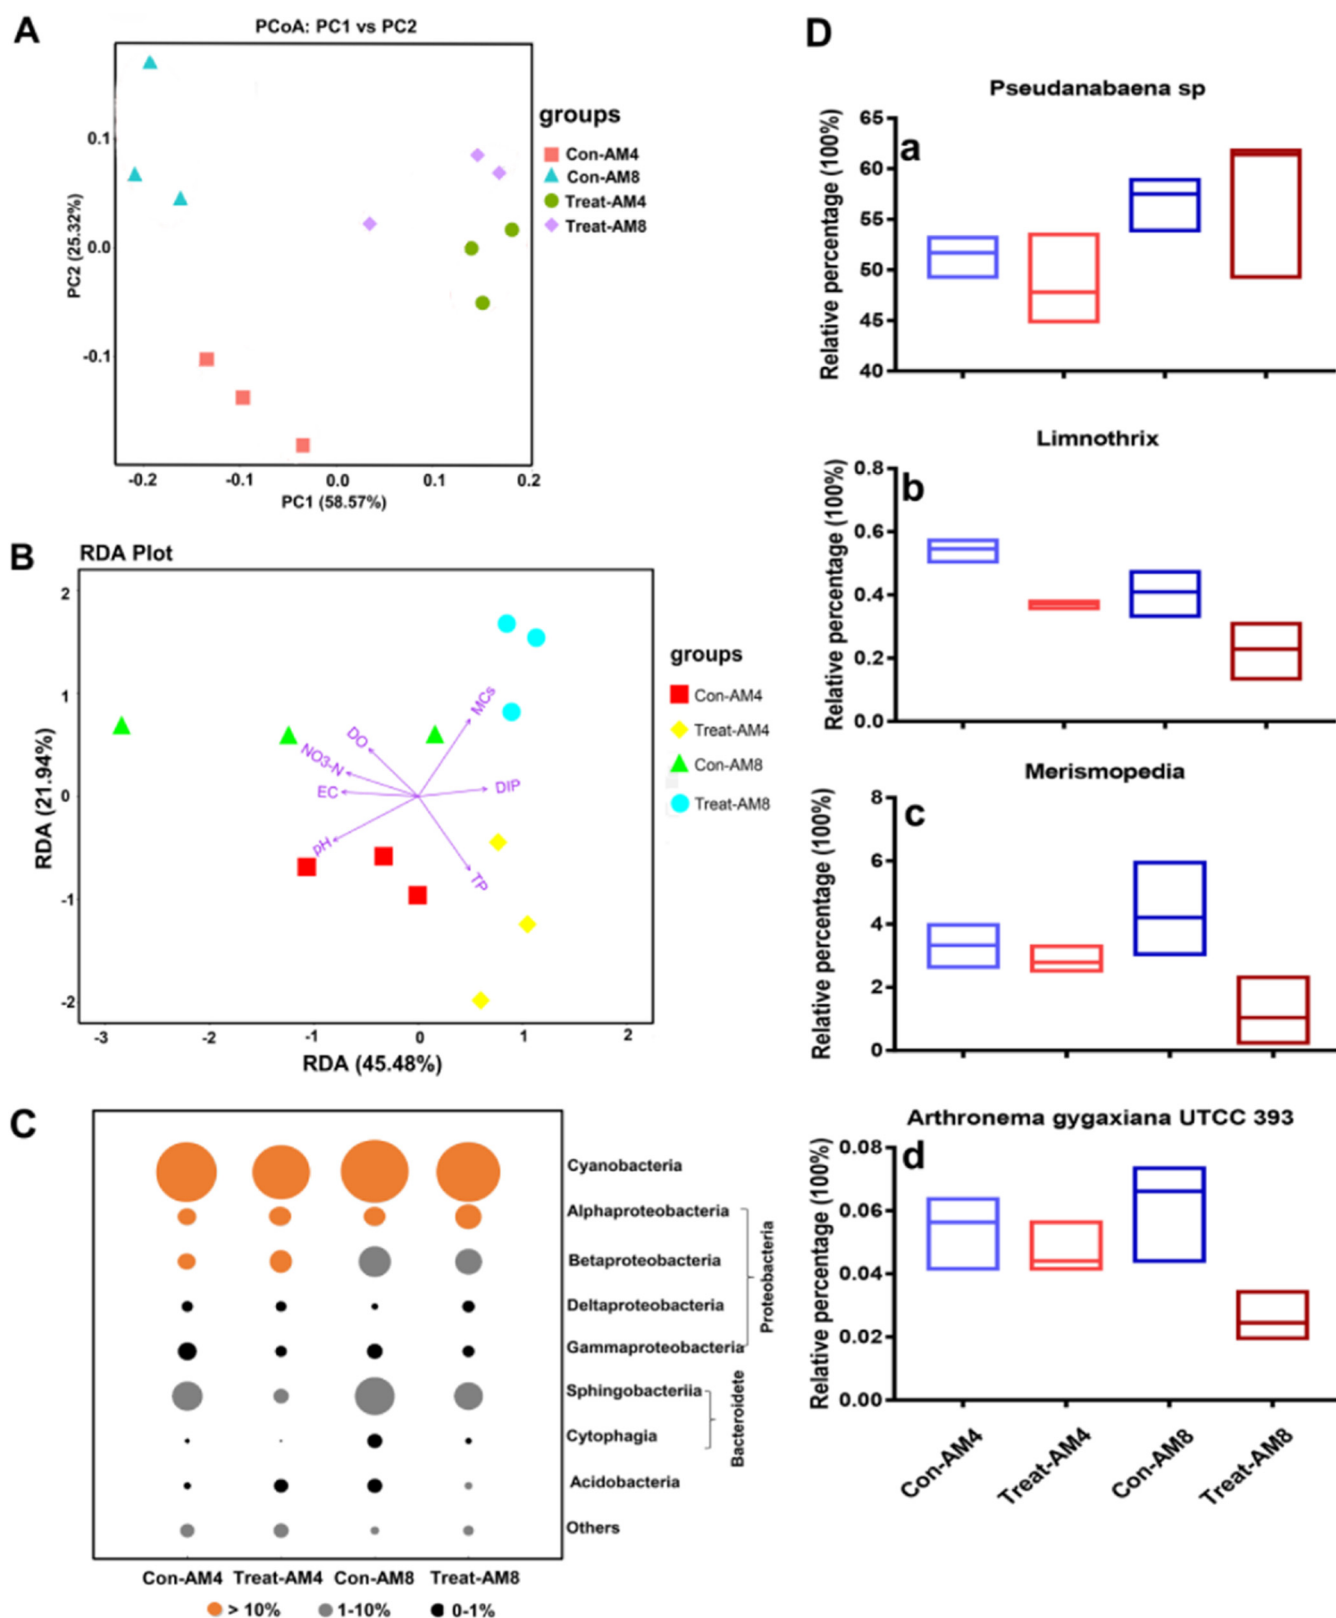 A
PCoA: PC1 vs PC2
0.1
0.0
-0.1
PC2 (25.32%)
-0.2
-0.1
0.0
0.1
0.2
PC1 (58.57%)
groups
Con-AM4
Con-AM8
Treat-AM4
Treat-AM8
B
RDA Plot
2
1
0
-1
-2
RDA (21.94%)
MCs
DO
NO3-N
EC
DIP
pH
TP
-3
-2
-1
0
1
2
RDA (45.48%)
groups
Con-AM4
Treat-AM4
Con-AM8
Treat-AM8
C
Cyanobacteria
Alphaproteobacteria
Betaproteobacteria
Deltaproteobacteria
Gammaproteobacteria
Proteobacteria
Sphingobacteriia
Cytophagia
Bacteroidete
Acidobacteria
Others
Con-AM4 Treat-AM4 Con-AM8 Treat-AM8
> 10% 1-10% 0-1%
D
Pseudanabaena sp
a
Relative percentage (100%)
65
60
55
50
45
40
Limnothrix
b
Relative percentage (100%)
0.8
0.6
0.4
0.2
0.0
Merismopedia
c
Relative percentage (100%)
8
6
4
2
0
Arthronema gygaxiana UTCC 393
d
Relative percentage (100%)
0.08
0.06
0.04
0.02
0.00
Con-AM4
Treat-AM4
Con-AM8
Treat-AM8